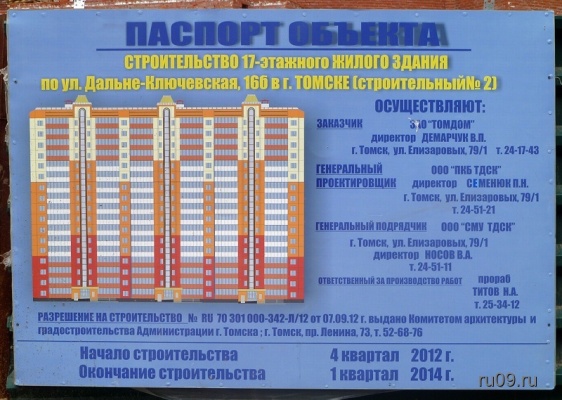 ПАСПОРТ ОБЪЕКТА
СТРОИТЕЛЬСТВО 17-этажного ЖИЛОГО ЗДАНИЯ
по ул. Дальне-Ключевская, 16б в г. ТОМСКЕ (строительный№ 2)
ОСУЩЕСТВЛЯЮТ:
ЗАКАЗЧИК ЗАО "ТОМДОМ"
директор ДЕМАРЧУК В.П.
г. Томск, ул. Елизаровых, 79/1 т. 24-17-43
ГЕНЕРАЛЬНЫЙ ООО "ПКБ ТДСК"
ПРОЕКТИРОВЩИК директор СЕМЕНЮК П.Н.
г. Томск, ул. Елизаровых, 79/1
т. 24-51-21
ГЕНЕРАЛЬНЫЙ ПОДРЯДЧИК ООО "СМУ ТДСК"
г. Томск, ул. Елизаровых, 79/1
директор НОСОВ В.А.
т. 24-51-11
ОТВЕТСТВЕННЫЙ ЗА ПРОИЗВОДСТВО РАБОТ прораб
ТИТОВ Н.А.
т. 25-34-12
РАЗРЕШЕНИЕ НА СТРОИТЕЛЬСТВО № RU 70 301 000-342-Л/12 от 07.09.12 г. выдано Комитетом архитектуры и
градостроительства Администрации г. Томска ; г. Томск, пр. Ленина, 73, т. 52-68-76
Начало строительства 4 квартал 2012 г.
Окончание строительства 1 квартал 2014 г.
ru09.ru